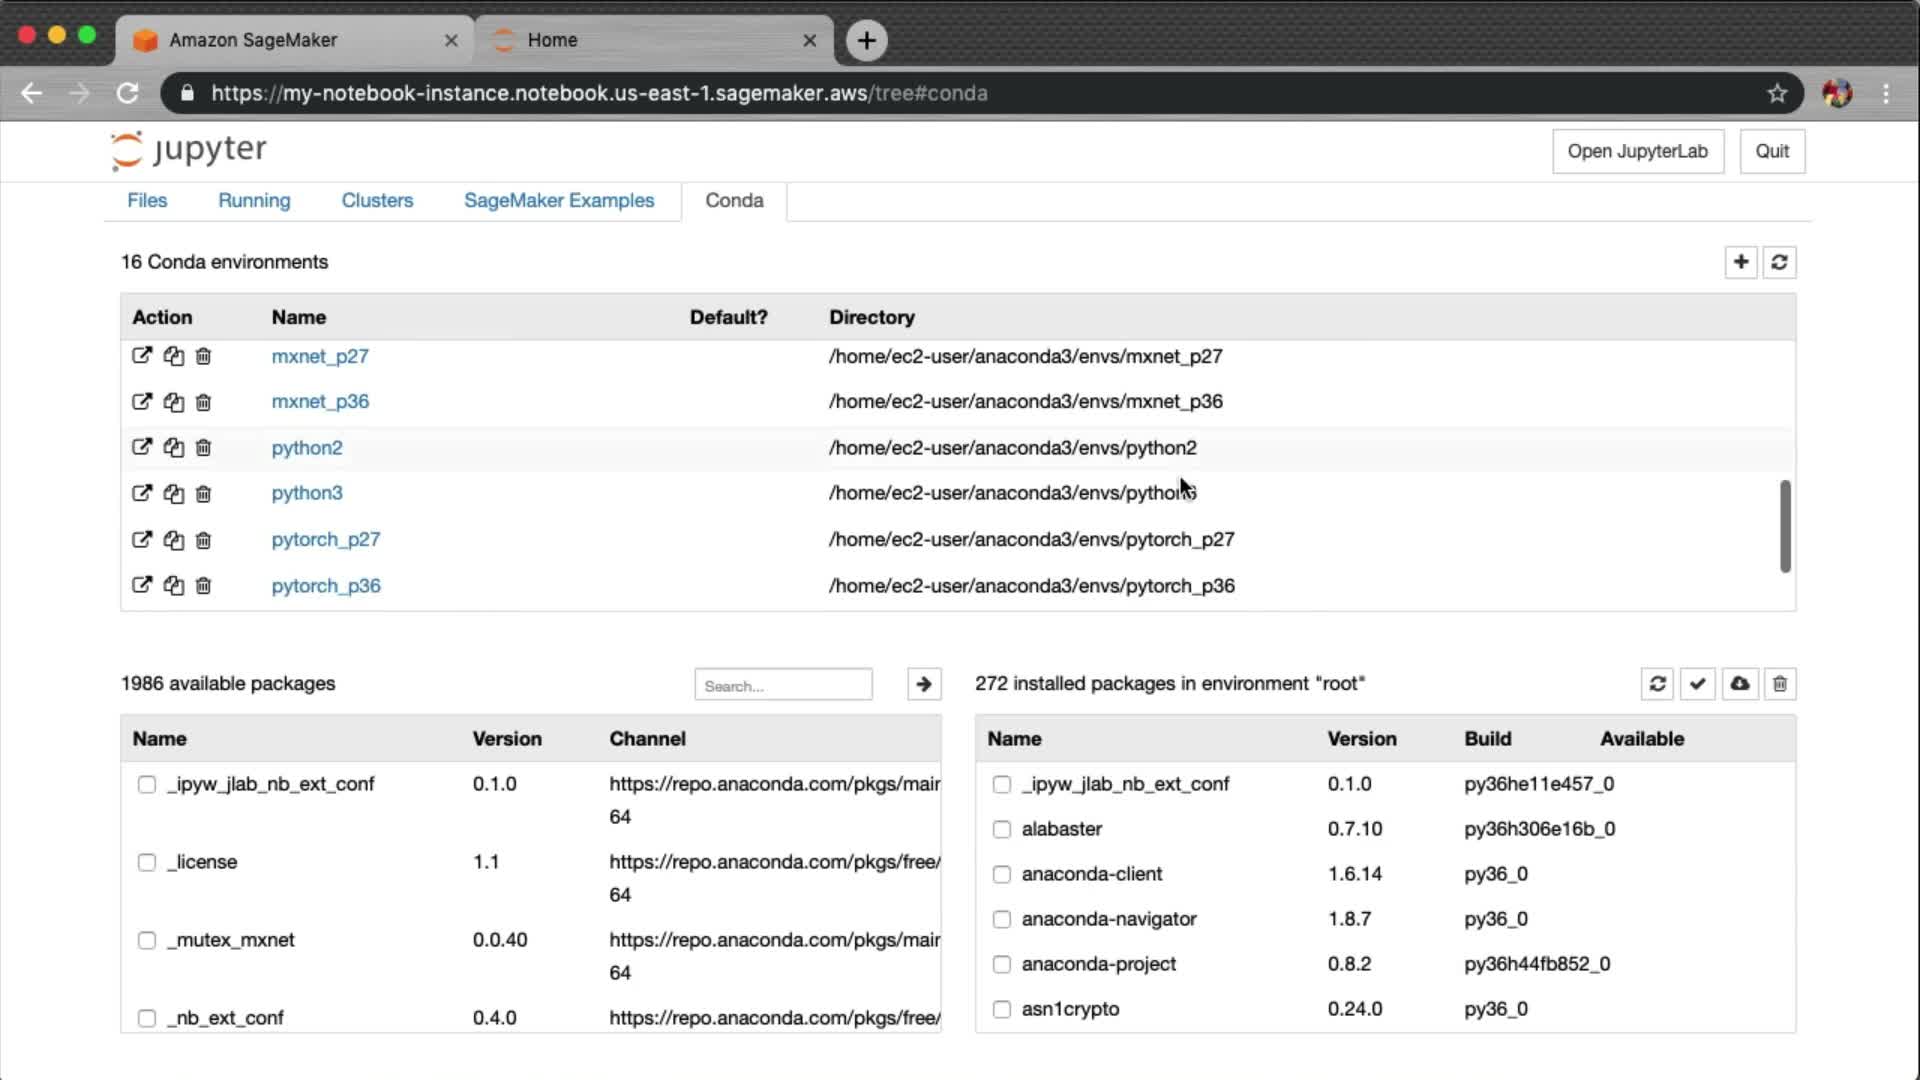 Amazon SageMaker
Home
https://my-notebook-instance.notebook.us-east-1.sagemaker.aws/tree#conda
jupyter
Open JupyterLab
Quit
Files
Running
Clusters
SageMaker Examples
Conda
16 Conda environments
Action Name Default? Directory
mxnet_p27 /home/ec2-user/anaconda3/envs/mxnet_p27
mxnet_p36 /home/ec2-user/anaconda3/envs/mxnet_p36
python2 /home/ec2-user/anaconda3/envs/python2
python3 /home/ec2-user/anaconda3/envs/python3
pytorch_p27 /home/ec2-user/anaconda3/envs/pytorch_p27
pytorch_p36 /home/ec2-user/anaconda3/envs/pytorch_p36
1986 available packages
Search...
Name Version Channel
_ipyw_jlab_nb_ext_conf 0.1.0 https://repo.anaconda.com/pkgs/main
64
_license 1.1 https://repo.anaconda.com/pkgs/free/
64
_mutex_mxnet 0.0.40 https://repo.anaconda.com/pkgs/main
64
_nb_ext_conf 0.4.0 https://repo.anaconda.com/pkgs/free/
272 installed packages in environment "root"
Name Version Build Available
_ipyw_jlab_nb_ext_conf 0.1.0 py36he11e457_0
alabaster 0.7.10 py36h306e16b_0
anaconda-client 1.6.14 py36_0
anaconda-navigator 1.8.7 py36_0
anaconda-project 0.8.2 py36h44fb852_0
asn1crypto 0.24.0 py36_0